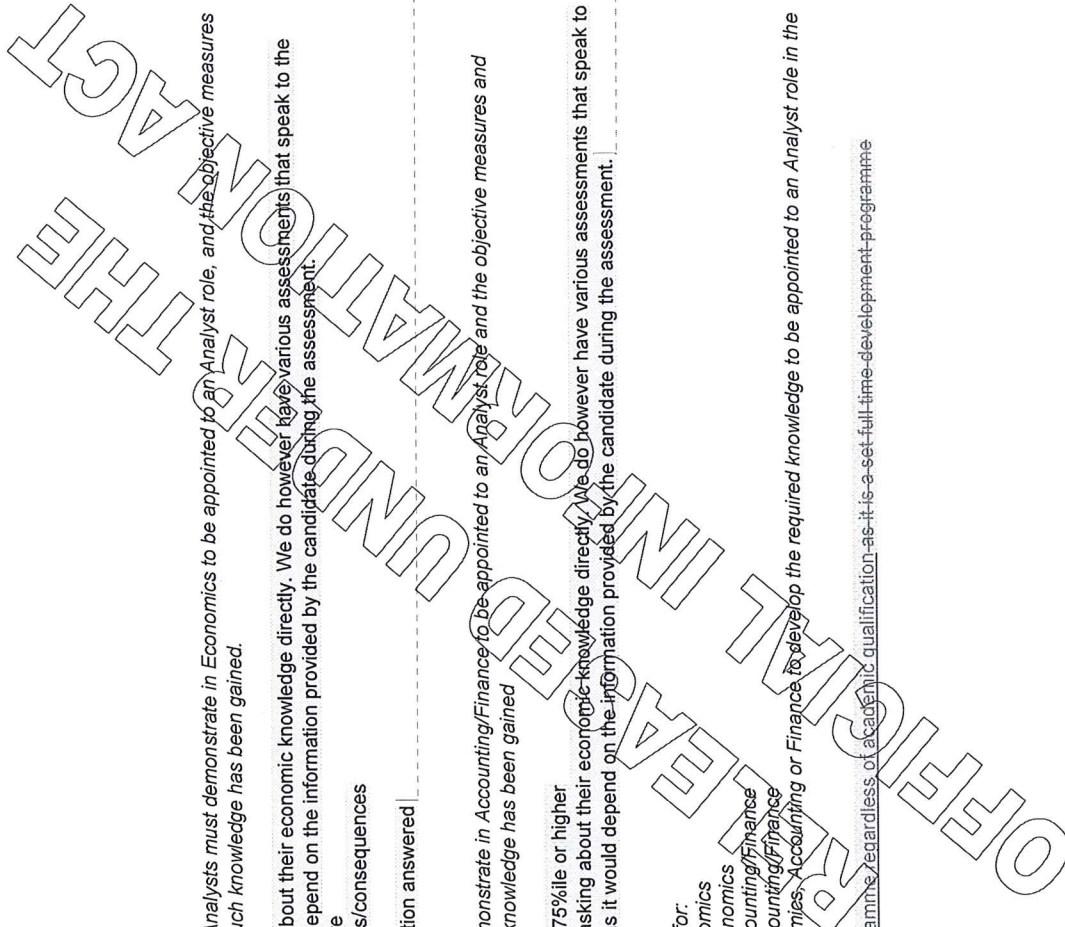 nalysts must demonstrate in Economics to be appointed to an Analyst role, and the objective measures
uch knowledge has been gained.
bout their economic knowledge directly. We do however have various assessments that speak to the
epend on the information provided by the candidate during the assessment.
e
s/consequences
tion answered
nonstrate in Accounting/Finance to be appointed to an Analyst role and the objective measures and
knowledge has been gained
75%ile or higher
asking about their economic knowledge directly. We do however have various assessments that speak to
s it would depend on the information provided by the candidate during the assessment.
for:
omics
nomics
ounting/Finance
ounting/Finance
mics, Accounting or Finance to develop the required knowledge to be appointed to an Analyst role in the
amme regardless of academic qualification as it is a set full time development programme
RELEASED UNDER THE
OFFICIAL INFORMATION ACT